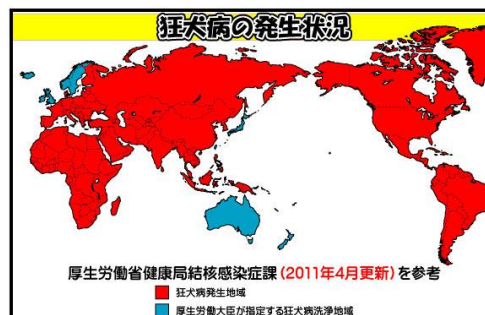 狂犬病の発生状況
厚生労働省健康局結核感染症課(2011年4月更新)を参考
狂犬病発生地域
厚生労働大臣が指定する狂犬病洗浄地域